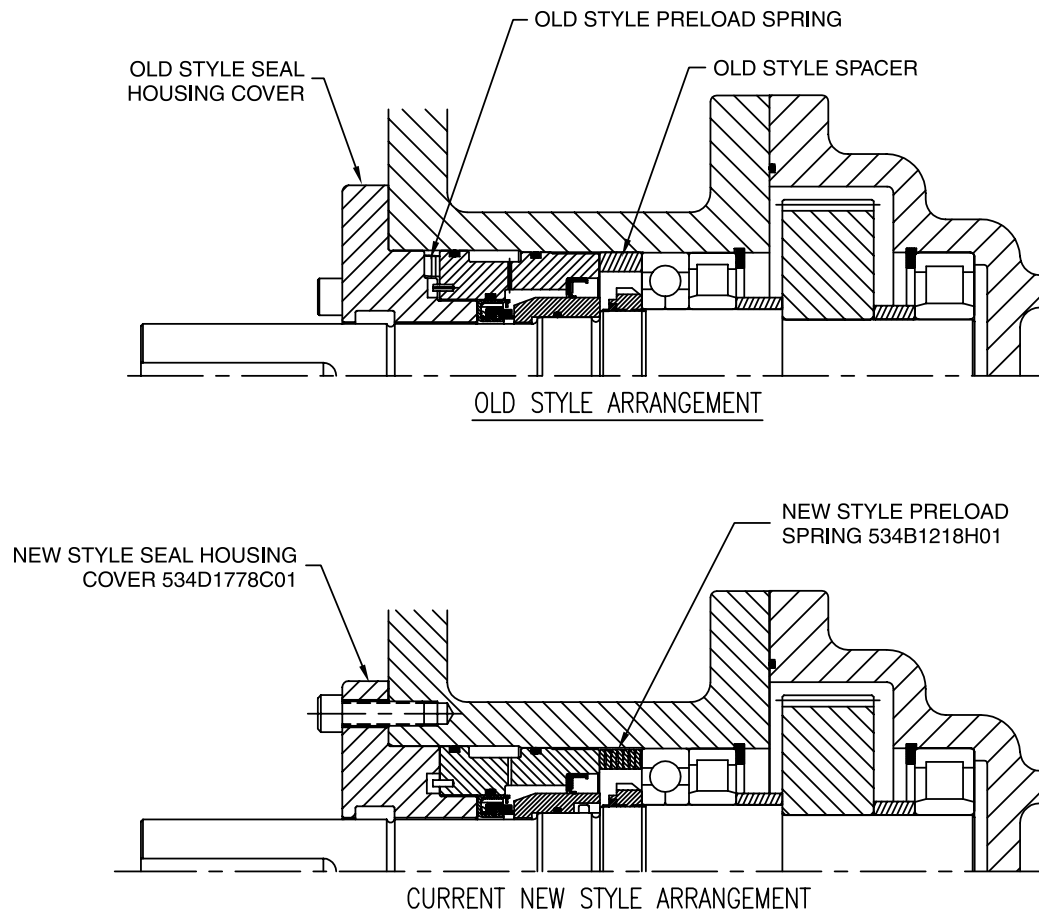 OLD STYLE PRELOAD SPRING
OLD STYLE SEAL
HOUSING COVER
OLD STYLE SPACER
OLD STYLE ARRANGEMENT
NEW STYLE PRELOAD
SPRING 534B1218H01
NEW STYLE SEAL HOUSING
COVER 534D1778C01
CURRENT NEW STYLE ARRANGEMENT